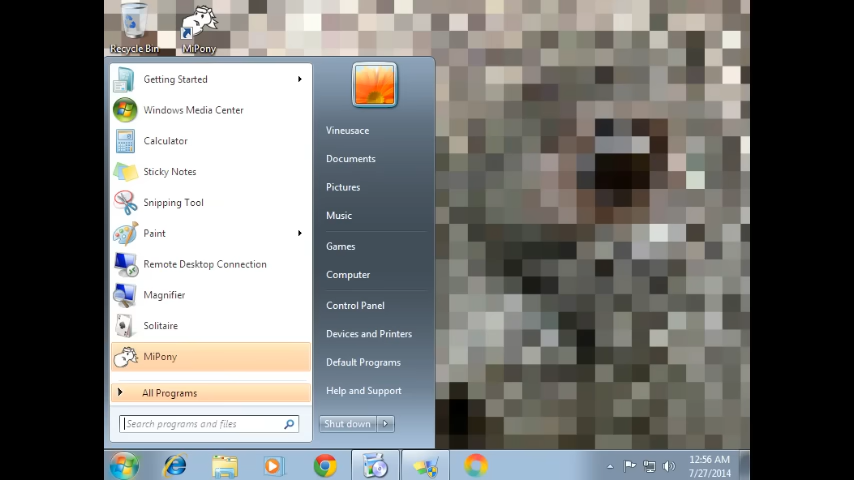 Recycle Bin
MiPony
Getting Started
Windows Media Center
Calculator
Sticky Notes
Snipping Tool
Paint
Remote Desktop Connection
Magnifier
Solitaire
MiPony
All Programs
Search programs and files
Vineusace
Documents
Pictures
Music
Games
Computer
Control Panel
Devices and Printers
Default Programs
Help and Support
Shut down
12:56 AM
7/27/2014